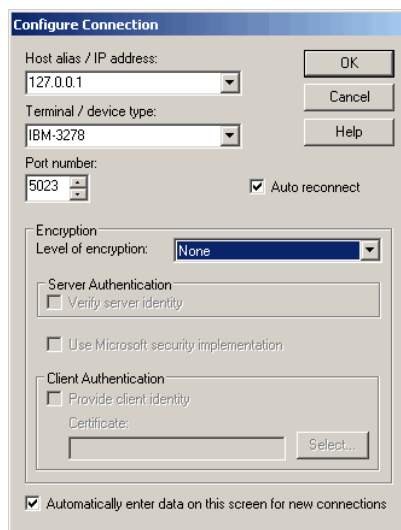 Configure Connection
Host alias / IP address:
127.0.0.1
OK
Cancel
Terminal / device type:
IBM-3278
Help
Port number:
5023
Auto reconnect
Encryption
Level of encryption:
None
Server Authentication
Verify server identity
Use Microsoft security implementation
Client Authentication
Provide client identity
Certificate:
Select...
Automatically enter data on this screen for new connections